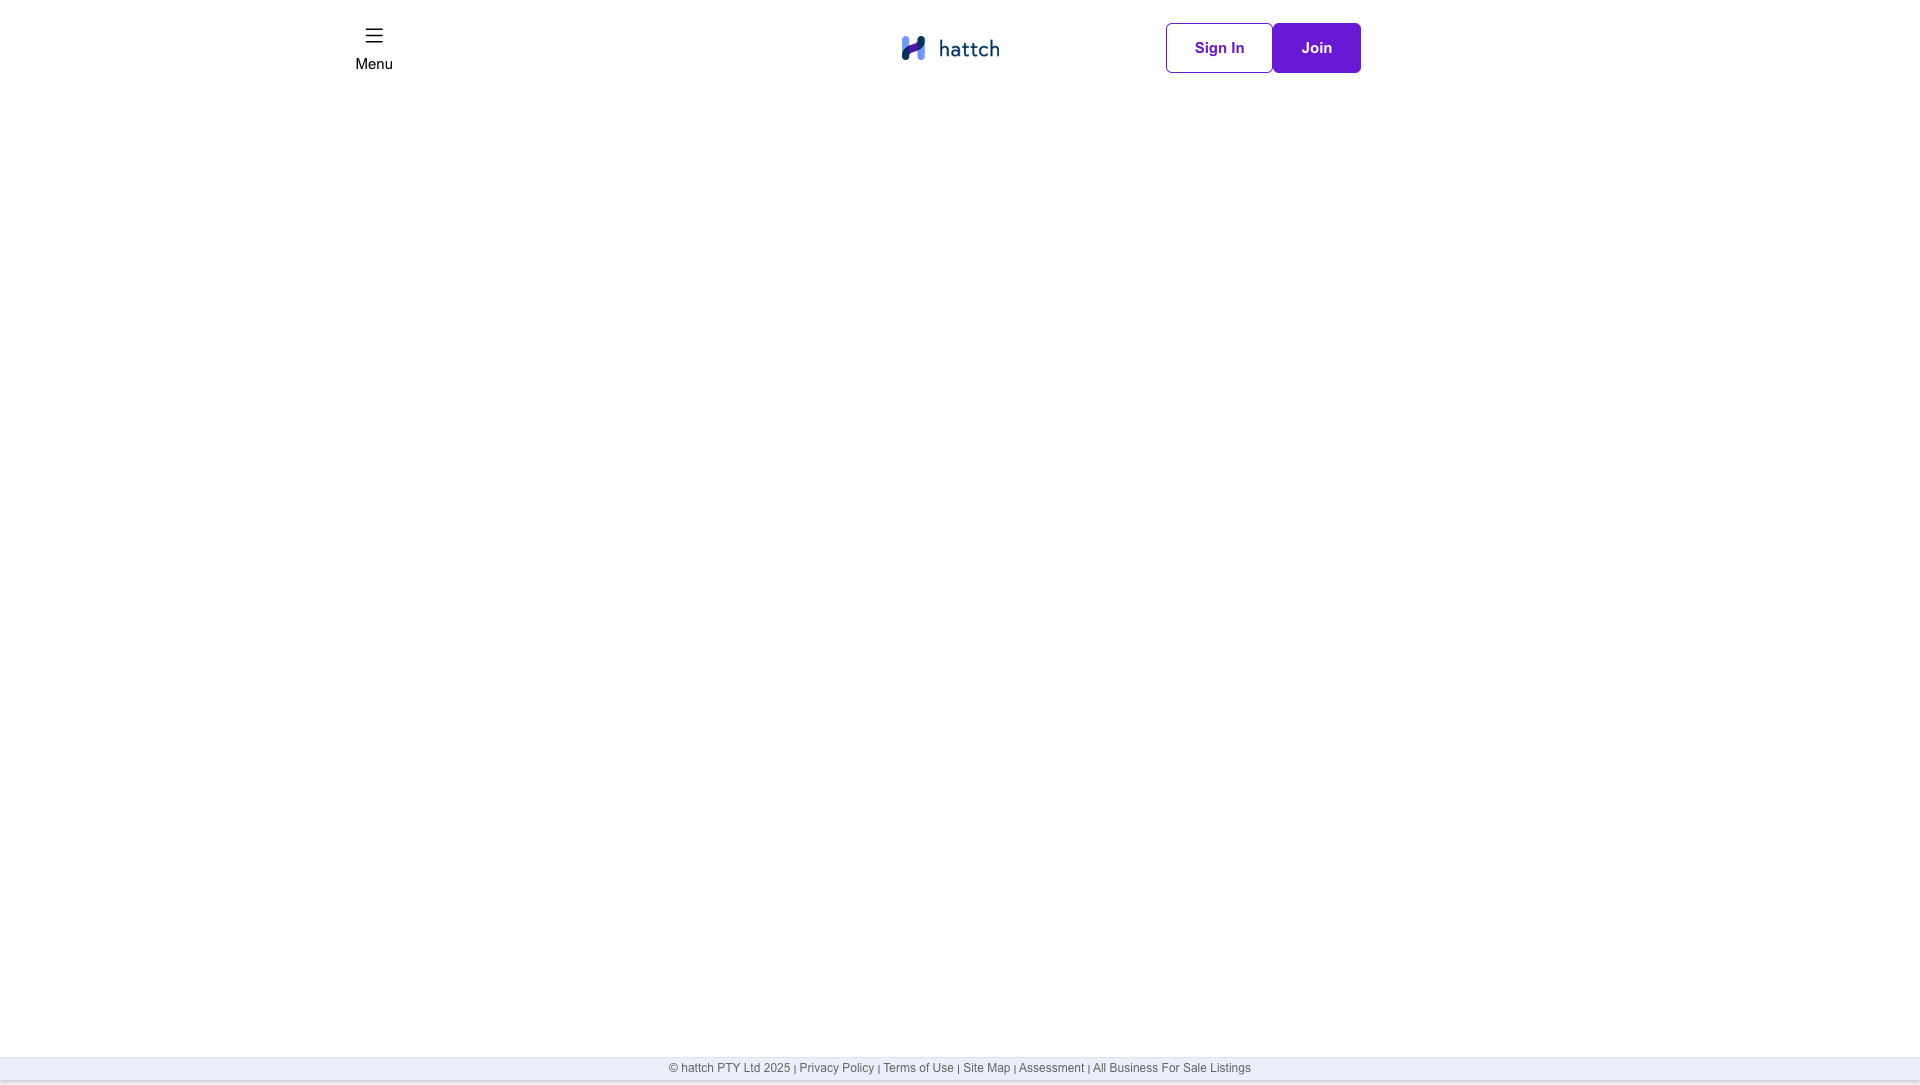 Menu
hattch
Sign In
Join
© hattch PTY Ltd 2025 | Privacy Policy | Terms of Use | Site Map | Assessment | All Business For Sale Listings